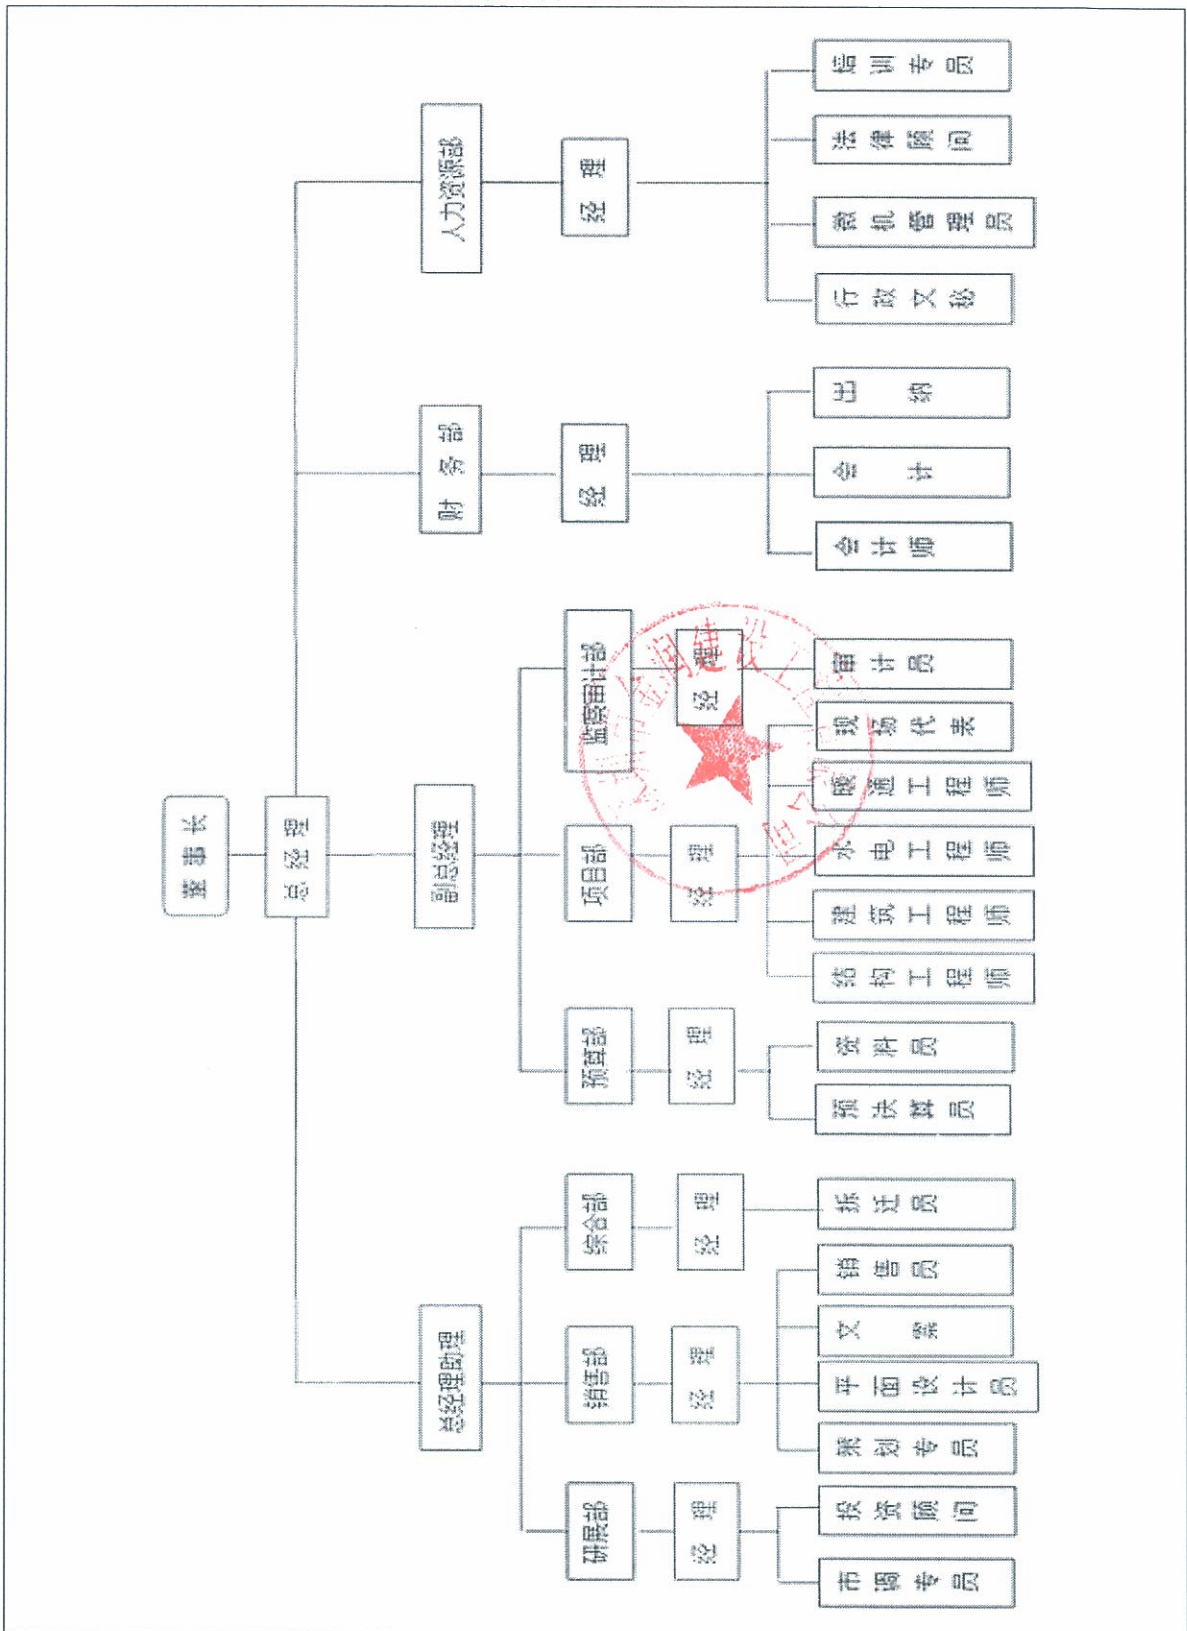 董事长
总经理
总经理助理
副总经理
财务部
人力资源部
研展部
销售部
综合部
预算部
项目部
监察审计部
经理
经理
经理
经理
经理
经理
经理
经理
市调专员
投资顾问
策划专员
平面设计员
文案
销售员
拆迁员
预决算员
资料员
结构工程师
建筑工程师
水电工程师
暖通工程师
现场代表
审计员
会计师
会计
出纳
行政文秘
微机管理员
法律顾问
培训专员
金润建设工